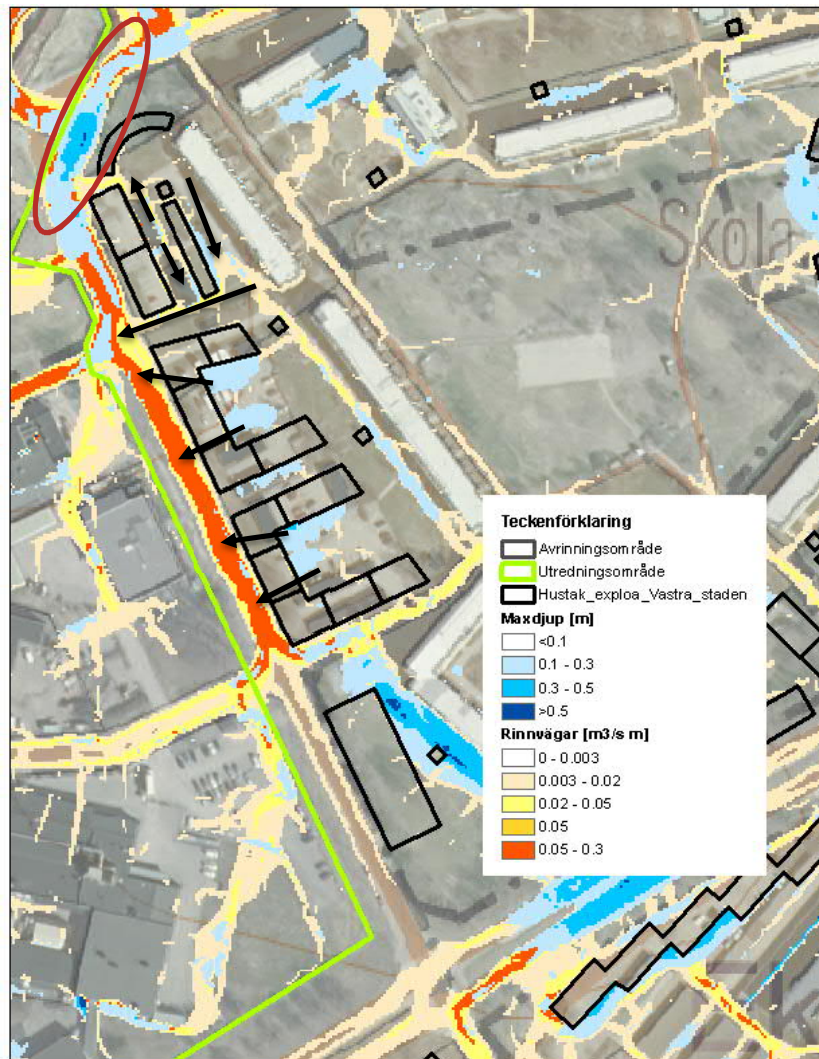 Skola
Teckenförklaring
Avrinningsområde
Utredningsområde
Hustak_exploa_Vastra_staden
Maxdjup [m]
<0.1
0.1 - 0.3
0.3 - 0.5
>0.5
Rinnvägar [m3/s m]
0 - 0.003
0.003 - 0.02
0.02 - 0.05
0.05
0.05 - 0.3